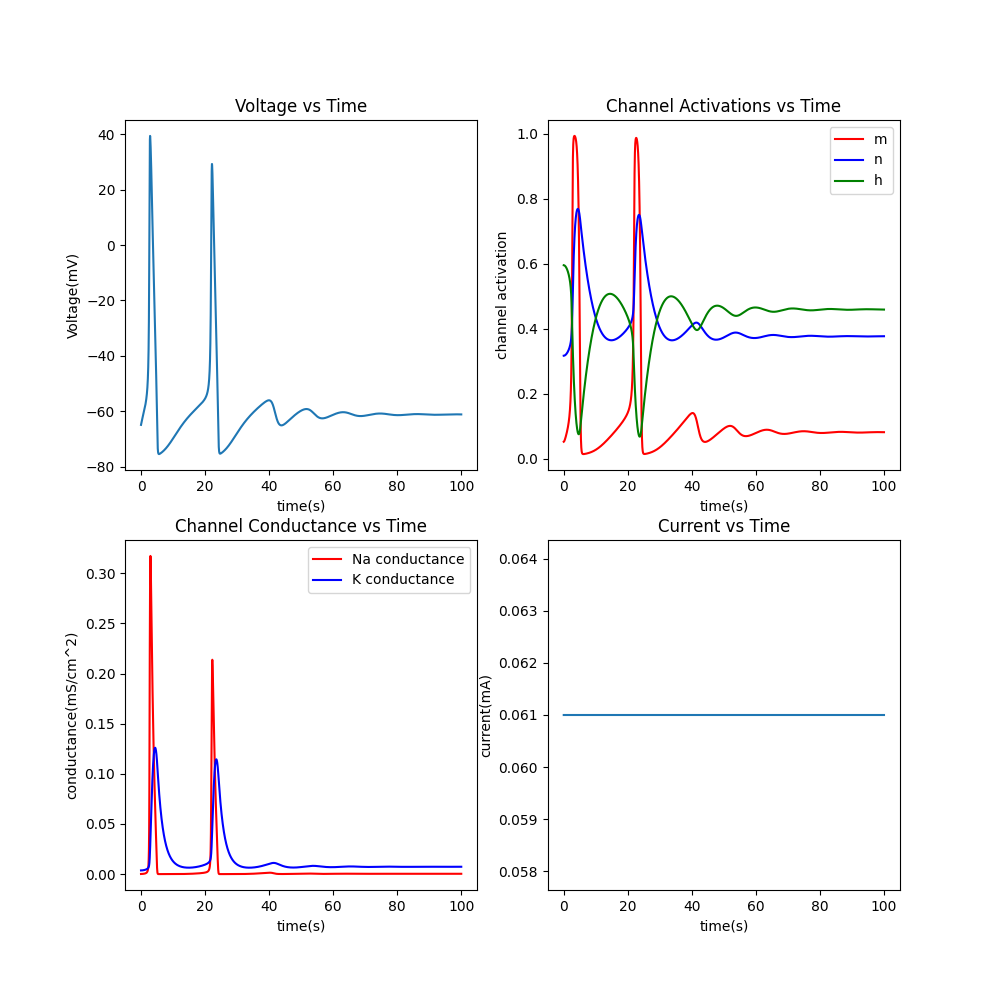 Voltage vs Time
40
20
0
−20
−40
−60
−80
Voltage(mV)
0 20 40 60 80 100
time(s)
Channel Activations vs Time
1.0
0.8
0.6
0.4
0.2
0.0
channel activation
m
n
h
0 20 40 60 80 100
time(s)
Channel Conductance vs Time
0.30
0.25
0.20
0.15
0.10
0.05
0.00
conductance(mS/cm^2)
Na conductance
K conductance
0 20 40 60 80 100
time(s)
Current vs Time
0.064
0.063
0.062
0.061
0.060
0.059
0.058
current(mA)
0 20 40 60 80 100
time(s)